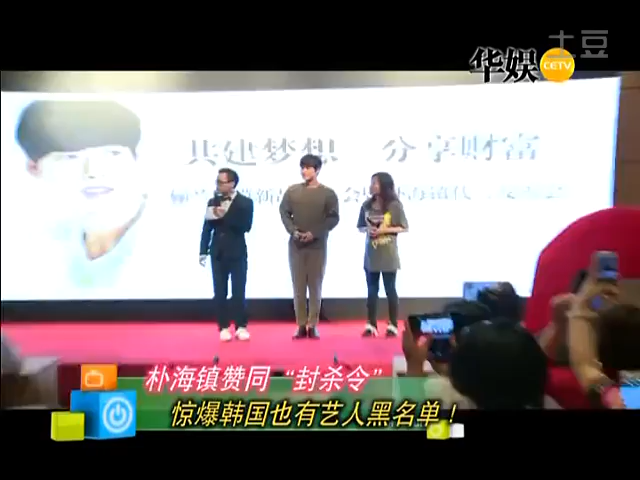 土豆
华娱
CETV
共建梦想 分享财富
朴海镇赞同“封杀令”
惊爆韩国也有艺人黑名单！